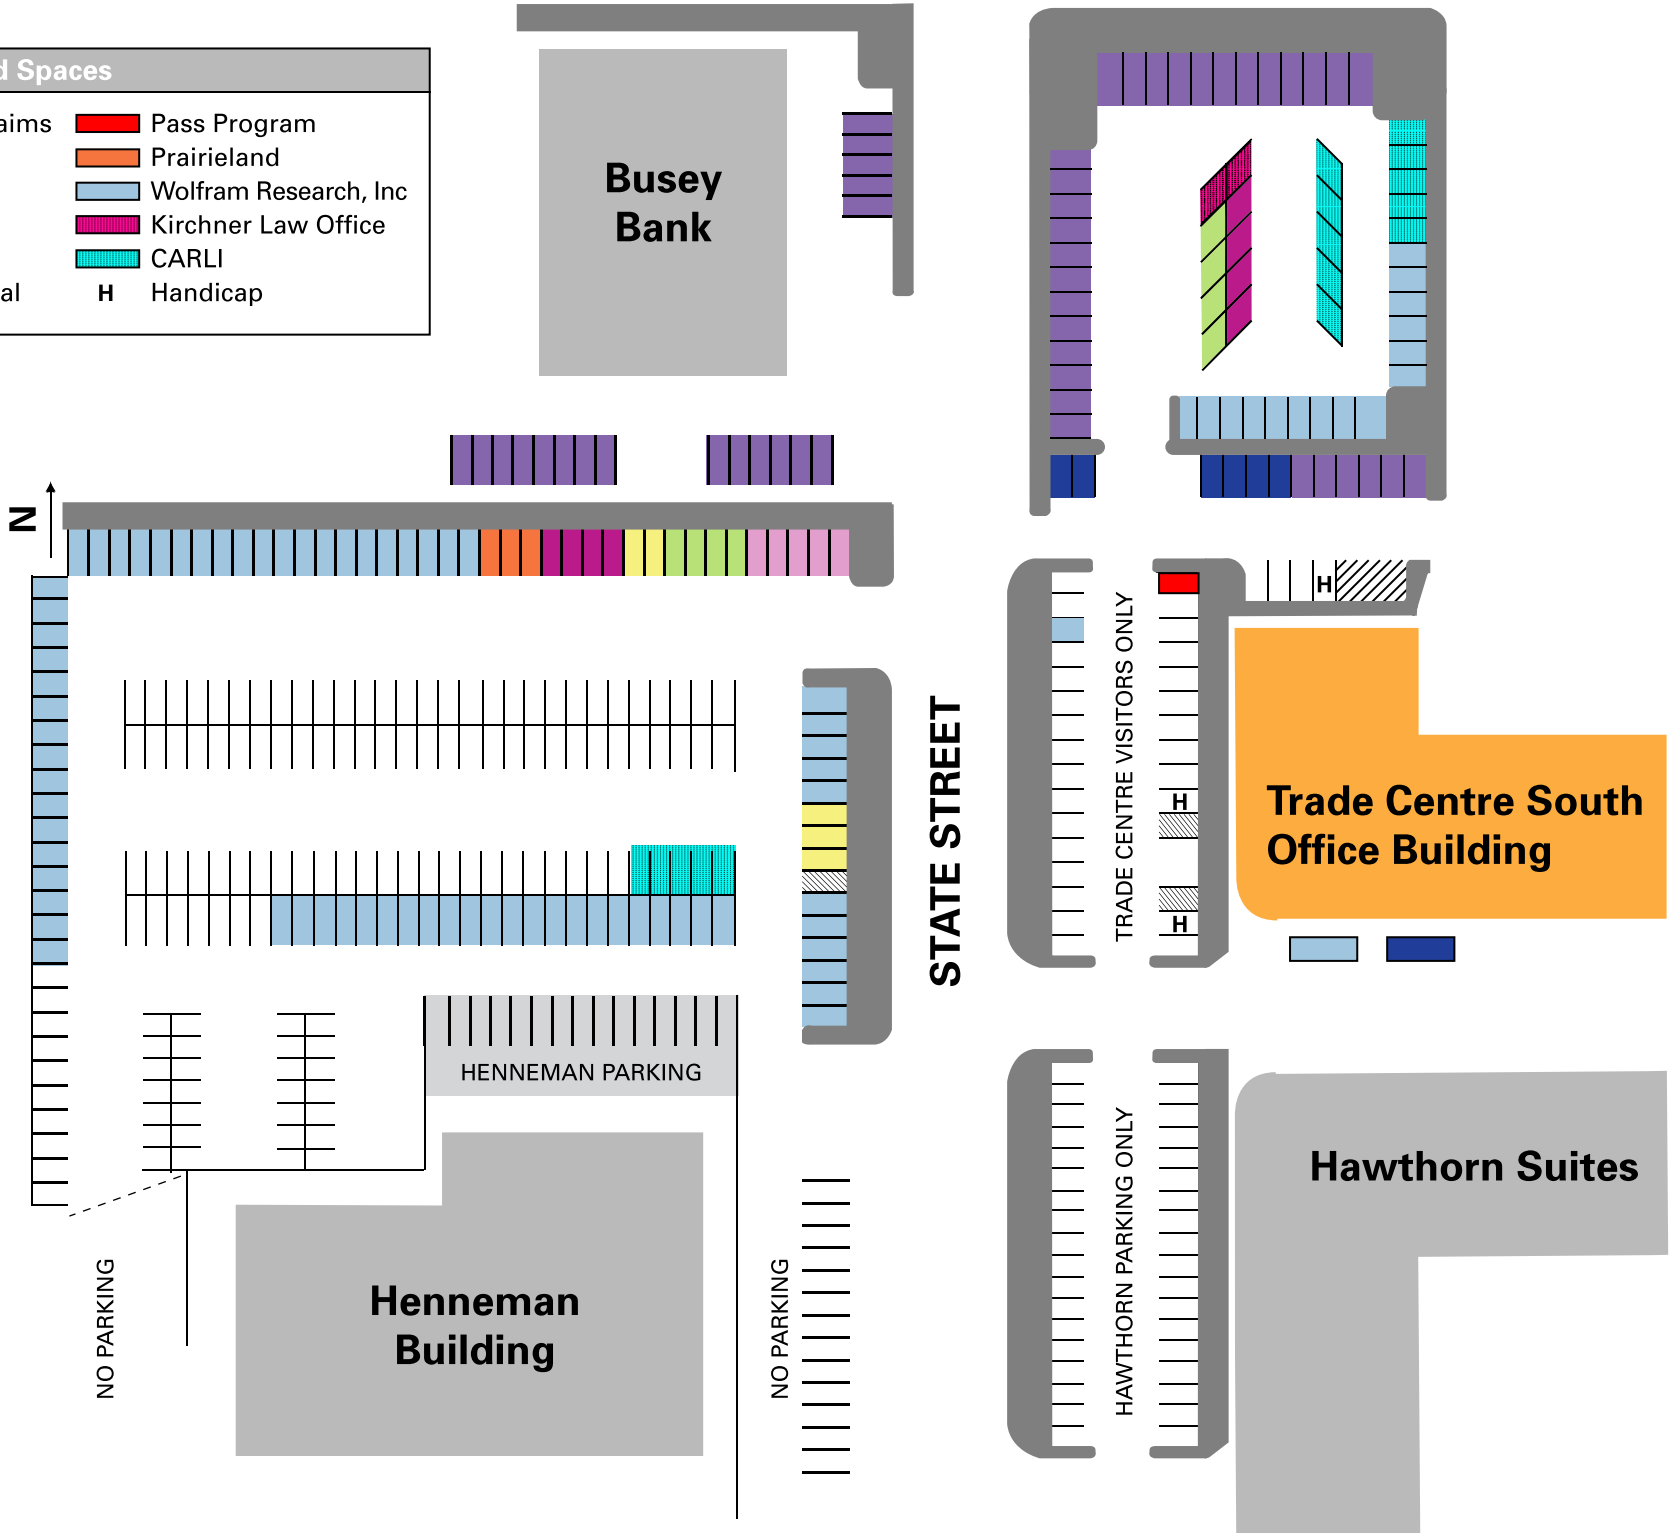 d Spaces
aims
Pass Program
Prairieland
Wolfram Research, Inc
Kirchner Law Office
CARLI
al
H
Handicap
Busey
Bank
N
STATE STREET
TRADE CENTRE VISITORS ONLY
H
H
H
Trade Centre South
Office Building
HENNEMAN PARKING
Henneman
Building
NO PARKING
NO PARKING
HAWTHORN PARKING ONLY
Hawthorn Suites